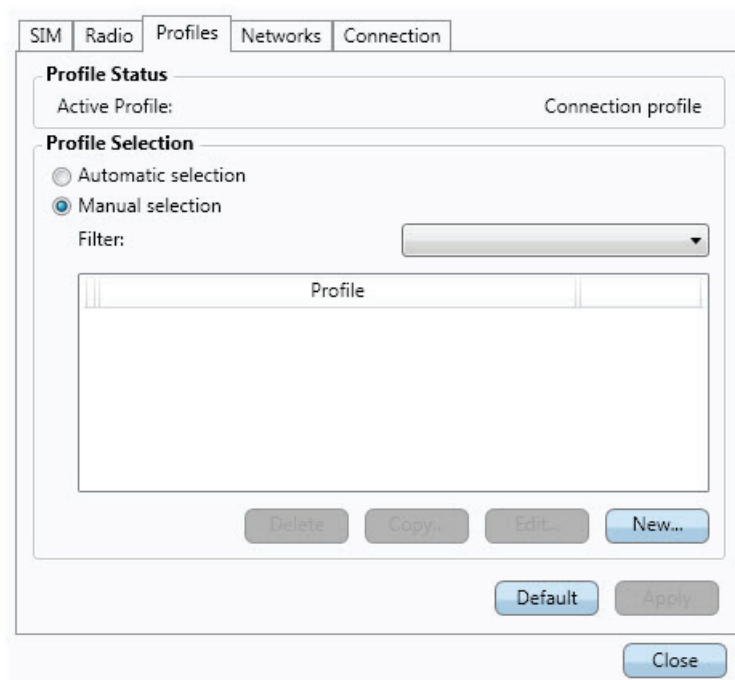 SIM Radio Profiles Networks Connection
Profile Status
Active Profile: Connection profile
Profile Selection
Automatic selection
Manual selection
Filter:
Profile
Delete Copy... Edit... New...
Default Apply
Close